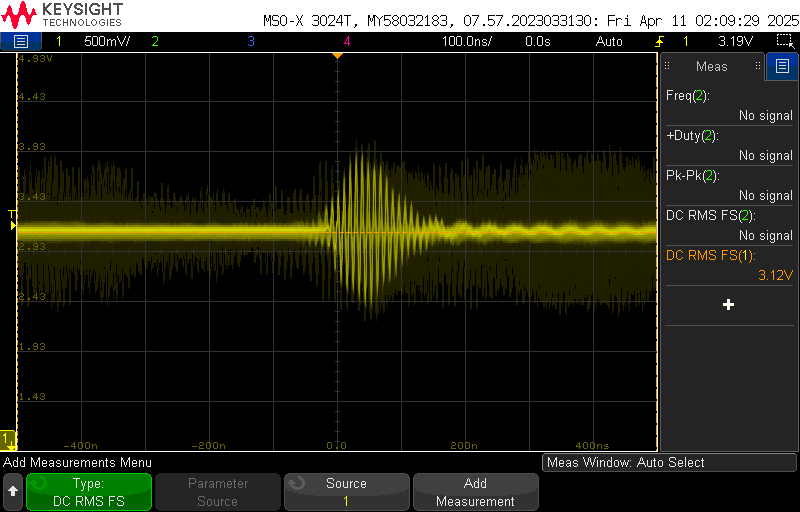 KEYSIGHT
TECHNOLOGIES
MSO-X 3024T, MY58032183, 07.57.2023033130: Fri Apr 11 02:09:29 2025
1 500mV/ 2 3 4 100.0ns/ 0.0s Auto 1 3.19V
4.93V
4.43
3.93
3.43
2.93
2.43
1.93
1.43
T
1
-400n -200n 0.0 200n 400ns
Meas
Freq(2):
No signal
+Duty(2):
No signal
Pk-Pk(2):
No signal
DC RMS FS(2):
No signal
DC RMS FS(1):
3.12V
Add Measurements Menu
Meas Window: Auto Select
Type:
DC RMS FS
Parameter
Source
Source
1
Add
Measurement